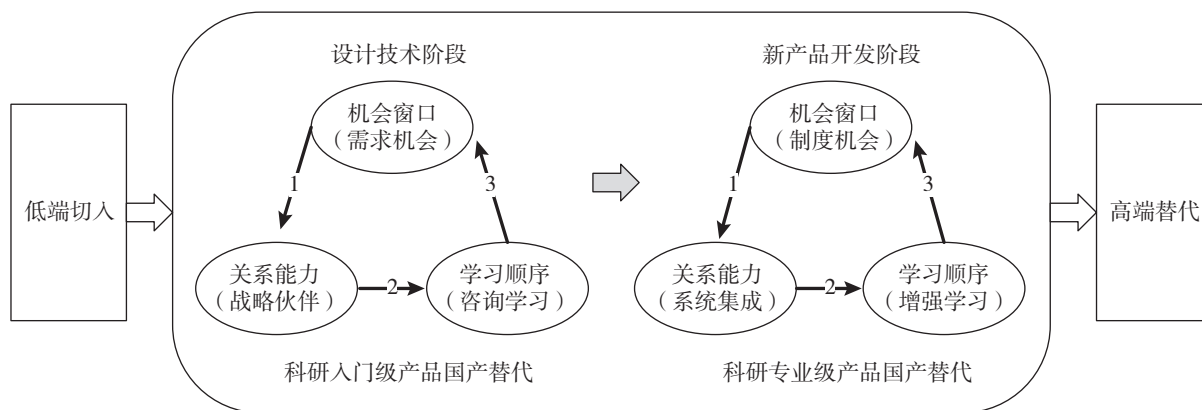 设计技术阶段
新产品开发阶段
机会窗口
（需求机会）
机会窗口
（制度机会）
1
3
1
3
低端切入
高端替代
关系能力
（战略伙伴）
2
学习顺序
（咨询学习）
关系能力
（系统集成）
2
学习顺序
（增强学习）
科研入门级产品国产替代
科研专业级产品国产替代